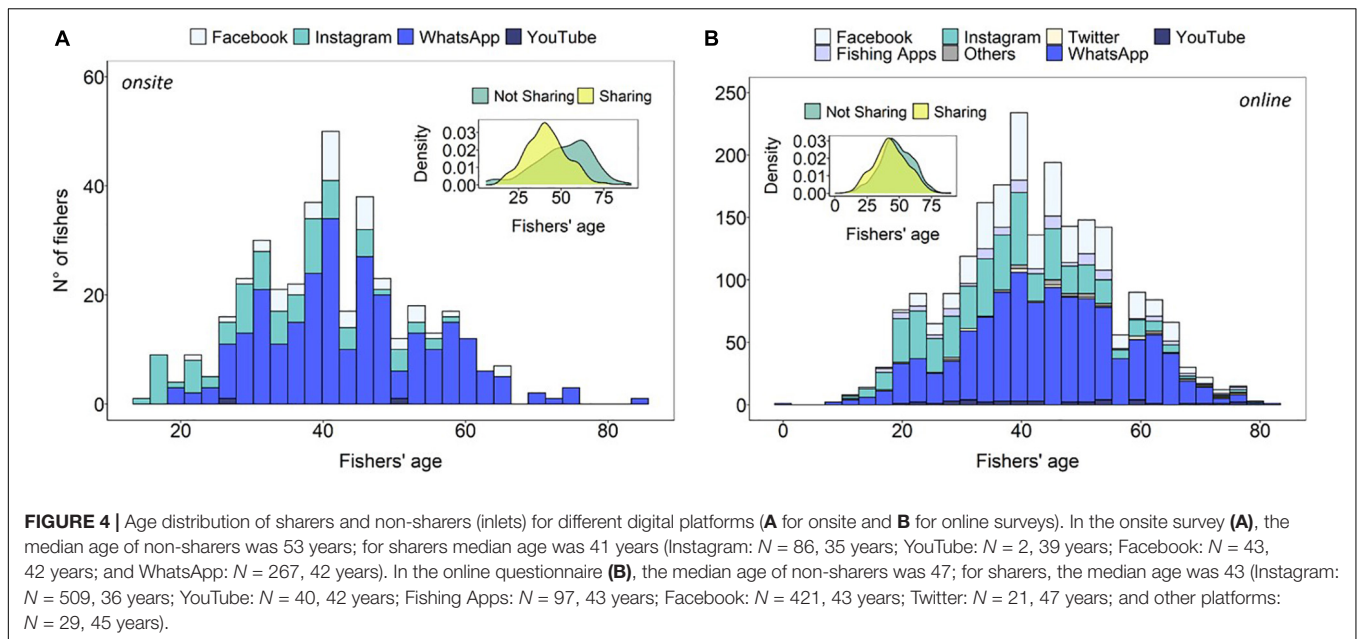 A
Facebook Instagram WhatsApp YouTube
onsite
60
40
20
0
N° of fishers
20 40 60 80
Fishers' age
Not Sharing Sharing
Density
0.03
0.02
0.01
0.00
25 50 75
Fishers' age
B
Facebook Instagram Twitter YouTube
Fishing Apps Others WhatsApp
online
250
200
150
100
50
0
0 20 40 60 80
Fishers' age
Not Sharing Sharing
Density
0.03
0.02
0.01
0.00
0 25 50 75
Fishers' age
FIGURE 4 | Age distribution of sharers and non-sharers (inlets) for different digital platforms (A for onsite and B for online surveys). In the onsite survey (A), the
median age of non-sharers was 53 years; for sharers median age was 41 years (Instagram: N = 86, 35 years; YouTube: N = 2, 39 years; Facebook: N = 43,
42 years; and WhatsApp: N = 267, 42 years). In the online questionnaire (B), the median age of non-sharers was 47; for sharers, the median age was 43 (Instagram:
N = 509, 36 years; YouTube: N = 40, 42 years; Fishing Apps: N = 97, 43 years; Facebook: N = 421, 43 years; Twitter: N = 21, 47 years; and other platforms:
N = 29, 45 years).